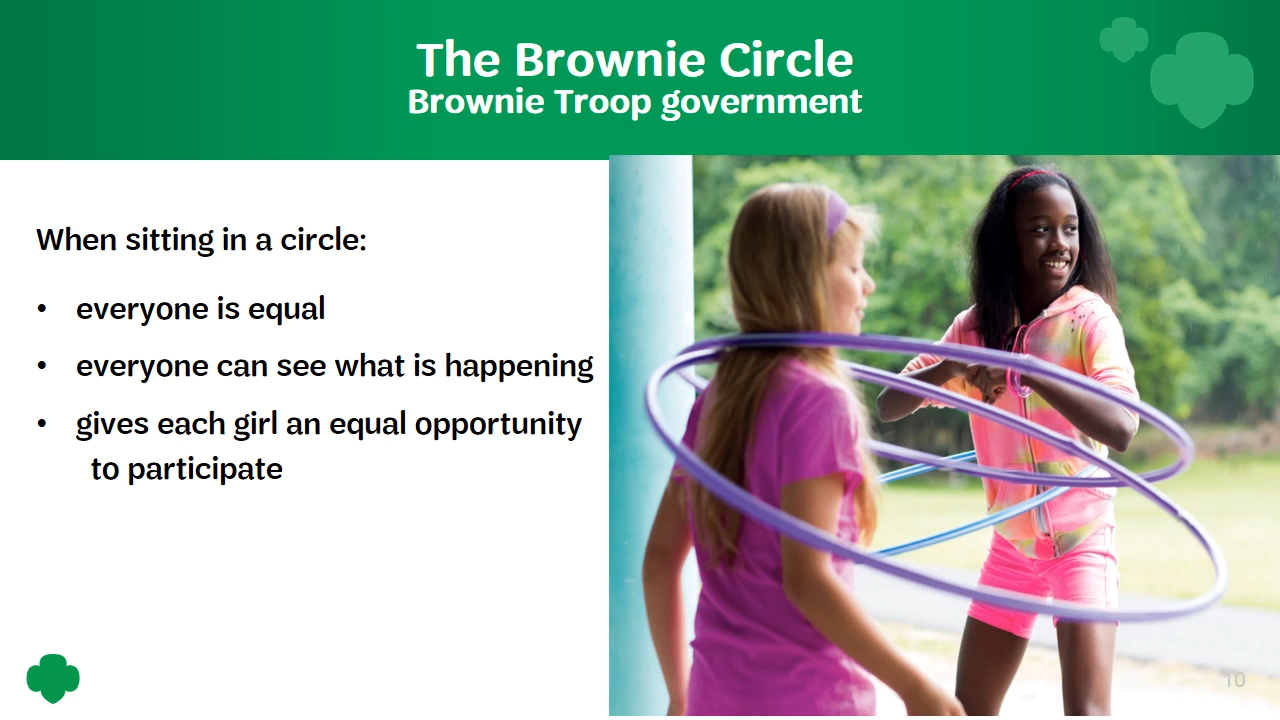 The Brownie Circle
Brownie Troop government
When sitting in a circle:
• everyone is equal
• everyone can see what is happening
• gives each girl an equal opportunity
to participate
10